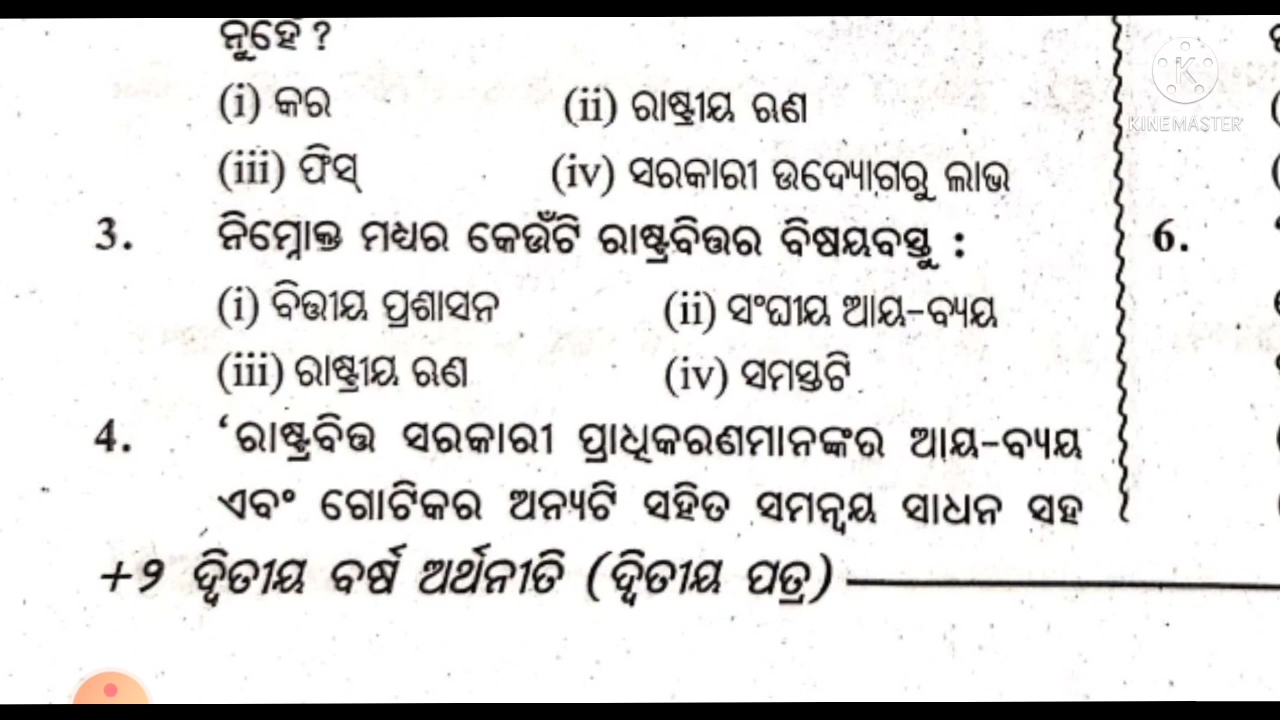 ନୁହେଁ ?
(i) କର (ii) ରାଷ୍ଟ୍ରୀୟ ଋଣ
(iii) ଫିସ୍ (iv) ସରକାରୀ ଉଦ୍ୟୋଗରୁ ଲାଭ
3. ନିମ୍ନୋକ୍ତ ମଧ୍ୟରୁ କେଉଁଟି ରାଷ୍ଟ୍ରବିତ୍ତର ବିଷୟବସ୍ତୁ :
(i) ବିତ୍ତୀୟ ପ୍ରଶାସନ (ii) ସଂଘୀୟ ଆୟ-ବ୍ୟୟ
(iii) ରାଷ୍ଟ୍ରୀୟ ଋଣ (iv) ସମସ୍ତଟି
4. ‘ରାଷ୍ଟ୍ରବିତ୍ତ ସରକାରୀ ପ୍ରାଧିକରଣମାନଙ୍କର ଆୟ-ବ୍ୟୟ
ଏବଂ ଗୋଟିକର ଅନ୍ୟଟି ସହିତ ସମନ୍ୱୟ ସାଧନ ସହ
+୨ ଦ୍ୱିତୀୟ ବର୍ଷ ଅର୍ଥନୀତି (ଦ୍ୱିତୀୟ ପତ୍ର)
6.
KINEMASTER